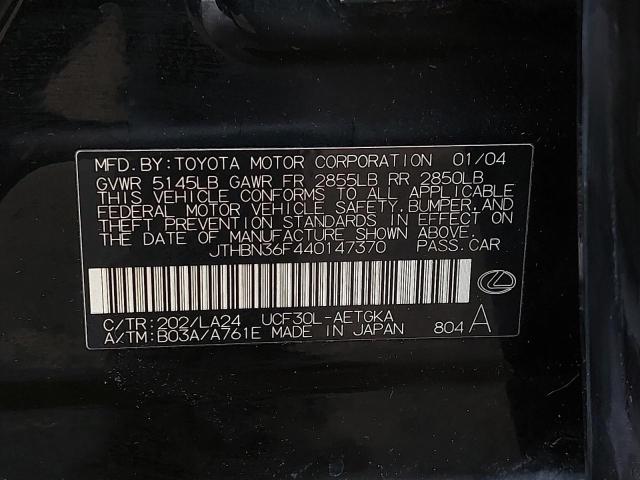 MFD. BY: TOYOTA MOTOR CORPORATION 01/04
GVWR 5145LB GAWR FR 2855LB RR 2850LB
THIS VEHICLE CONFORMS TO ALL APPLICABLE
FEDERAL MOTOR VEHICLE SAFETY, BUMPER, AND
THEFT PREVENTION STANDARDS IN EFFECT ON
THE DATE OF MANUFACTURE SHOWN ABOVE.
JTHBN36F440147370 PASS. CAR
C/TR: 202/LA24 UCF30L-AETGKA
A/TM: B03A/A761E MADE IN JAPAN 804 A